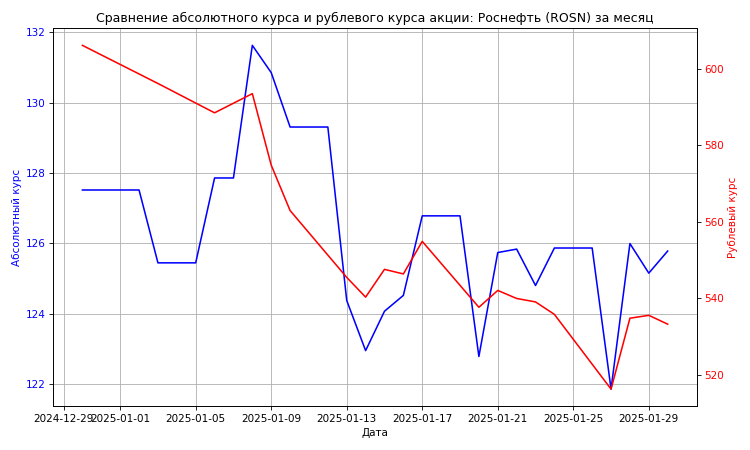 Сравнение абсолютного курса и рублевого курса акции: Роснефть (ROSN) за месяц
132
130
128
126
124
122
Абсолютный курс
600
580
560
540
520
Рублевый курс
2024-12-29 2025-01-01 2025-01-05 2025-01-09 2025-01-13 2025-01-17 2025-01-21 2025-01-25 2025-01-29
Дата